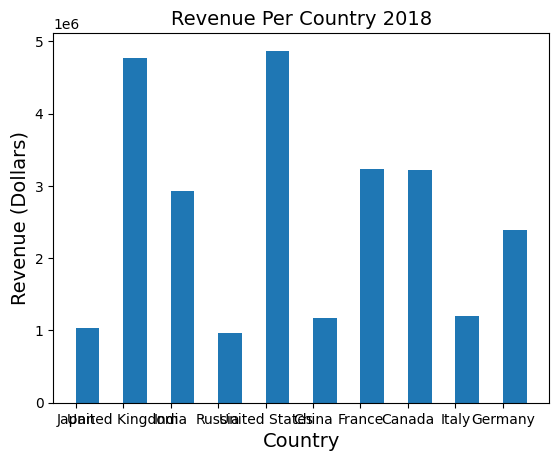 Revenue Per Country 2018
1e6
5
4
3
2
1
0
Revenue (Dollars)
Japan United Kingdom India Russia United States China France Canada Italy Germany
Country